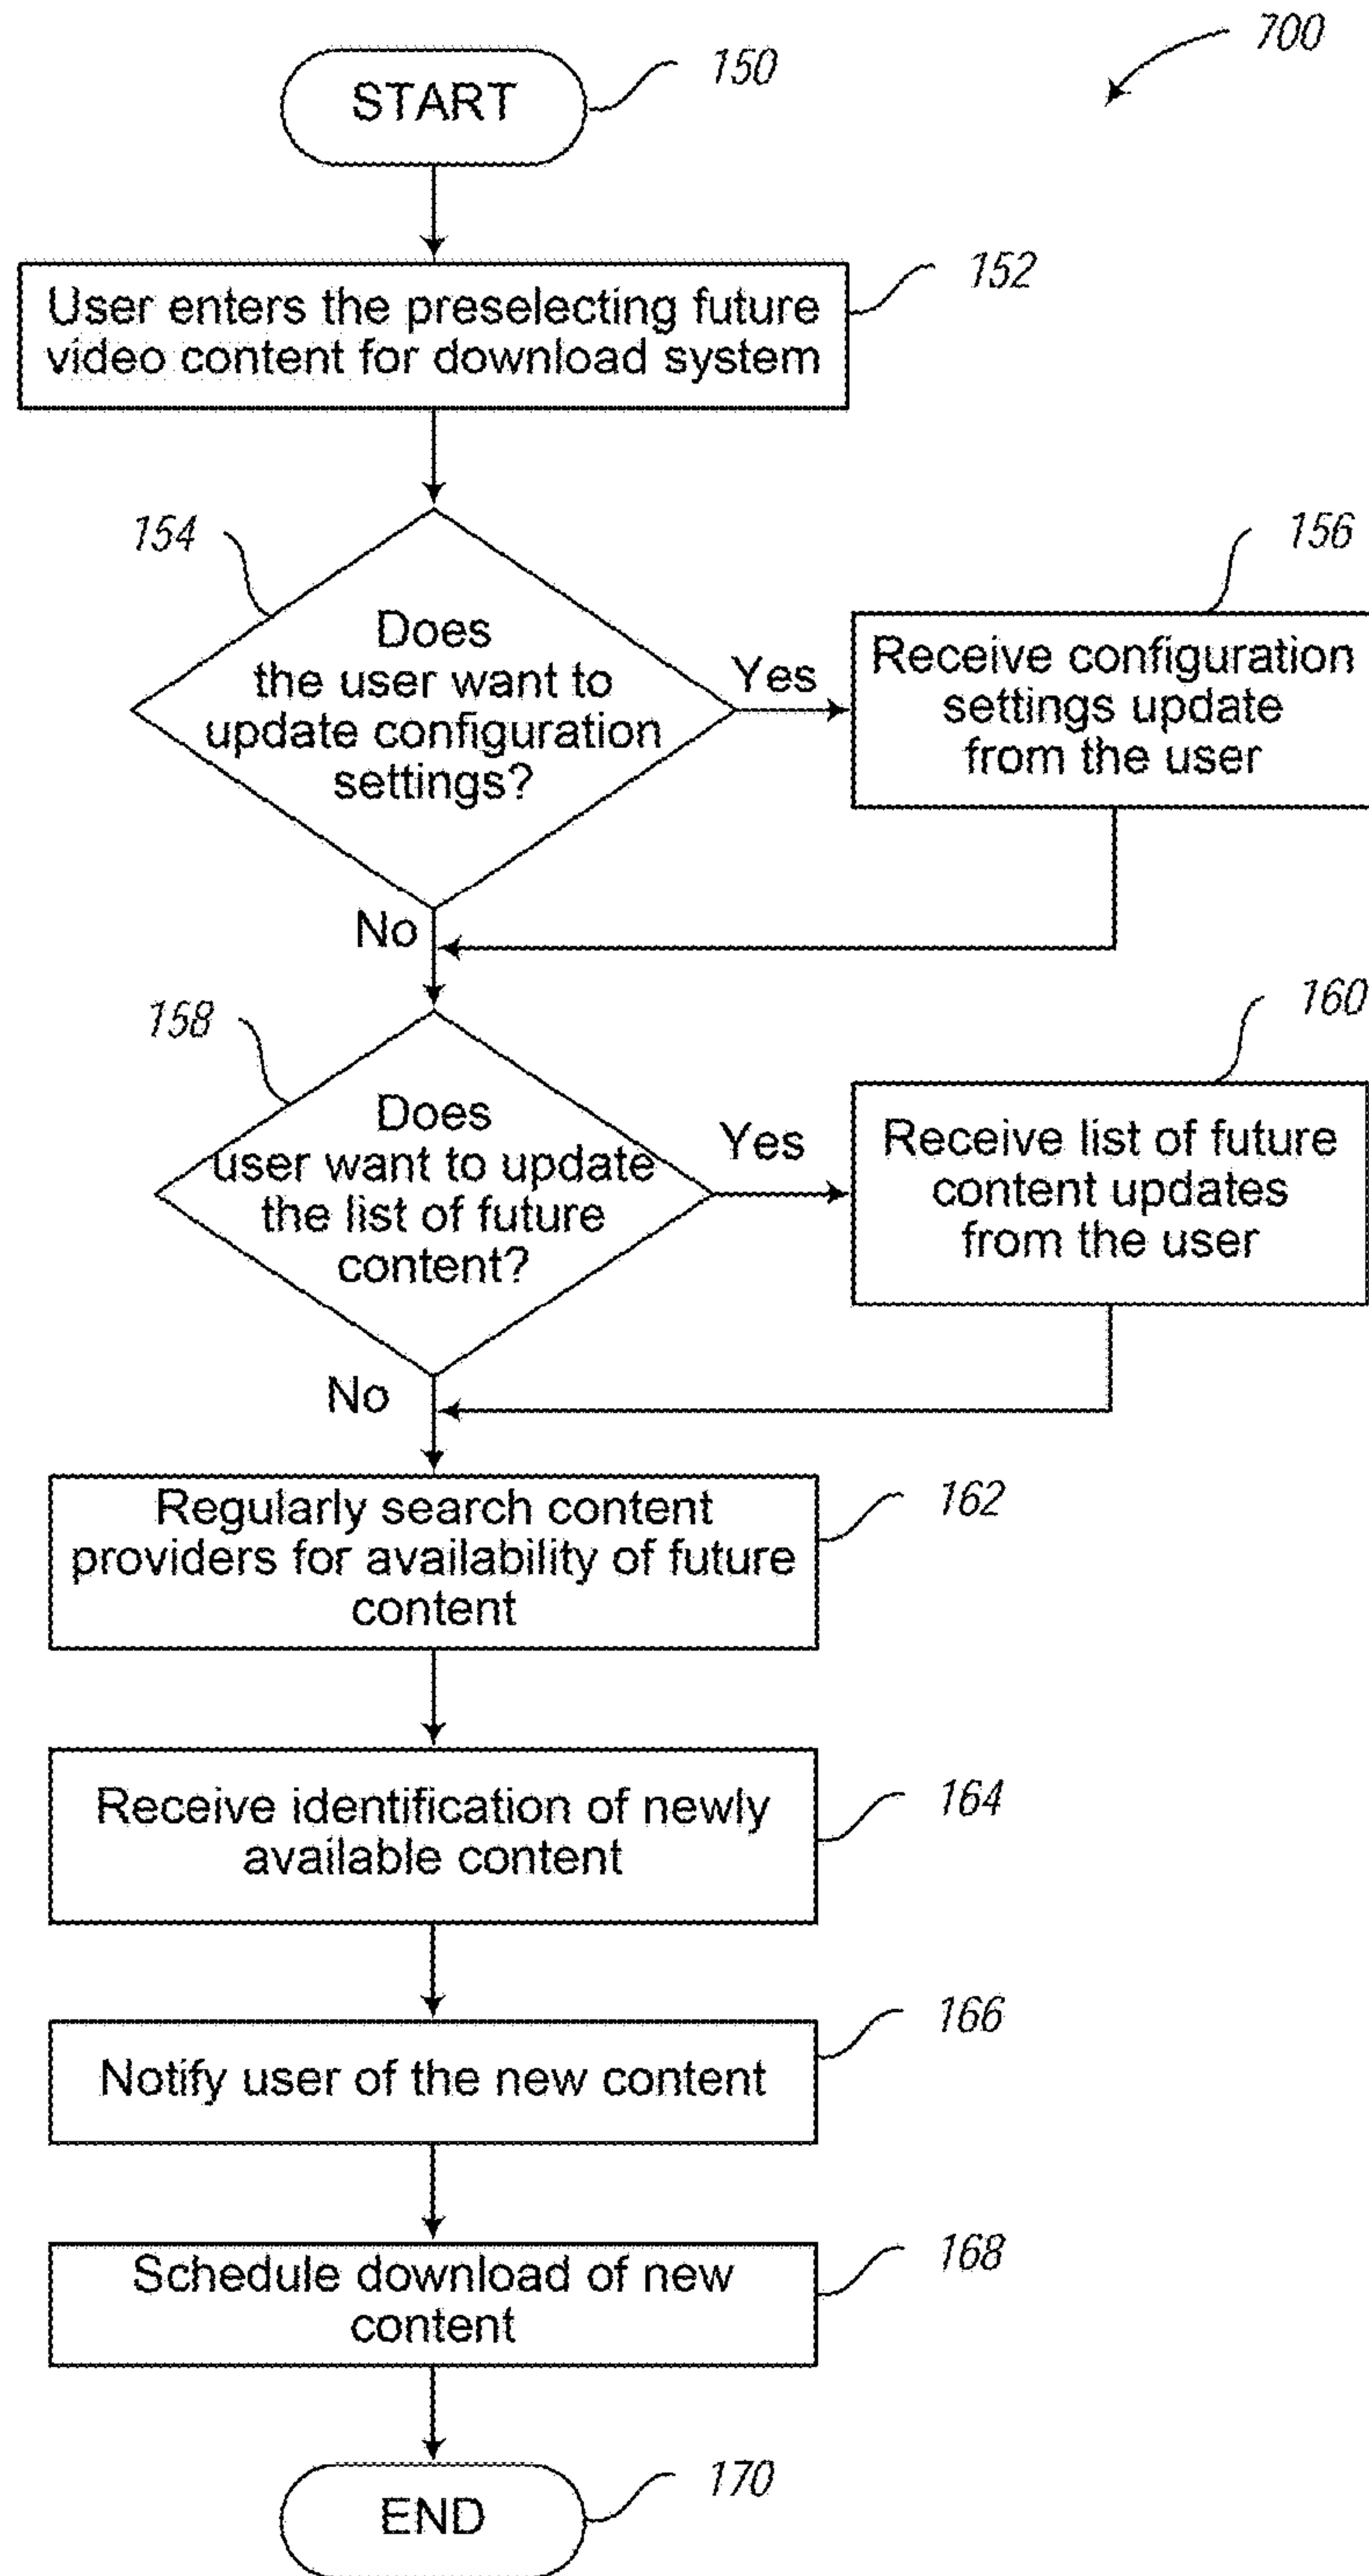 700
START
150
User enters the preselecting future
video content for download system
152
154
Does
the user want to
update configuration
settings?
Yes
156
Receive configuration
settings update
from the user
No
158
Does
user want to update
the list of future
content?
Yes
160
Receive list of future
content updates
from the user
No
Regularly search content
providers for availability of future
content
162
Receive identification of newly
available content
164
Notify user of the new content
166
Schedule download of new
content
168
END
170